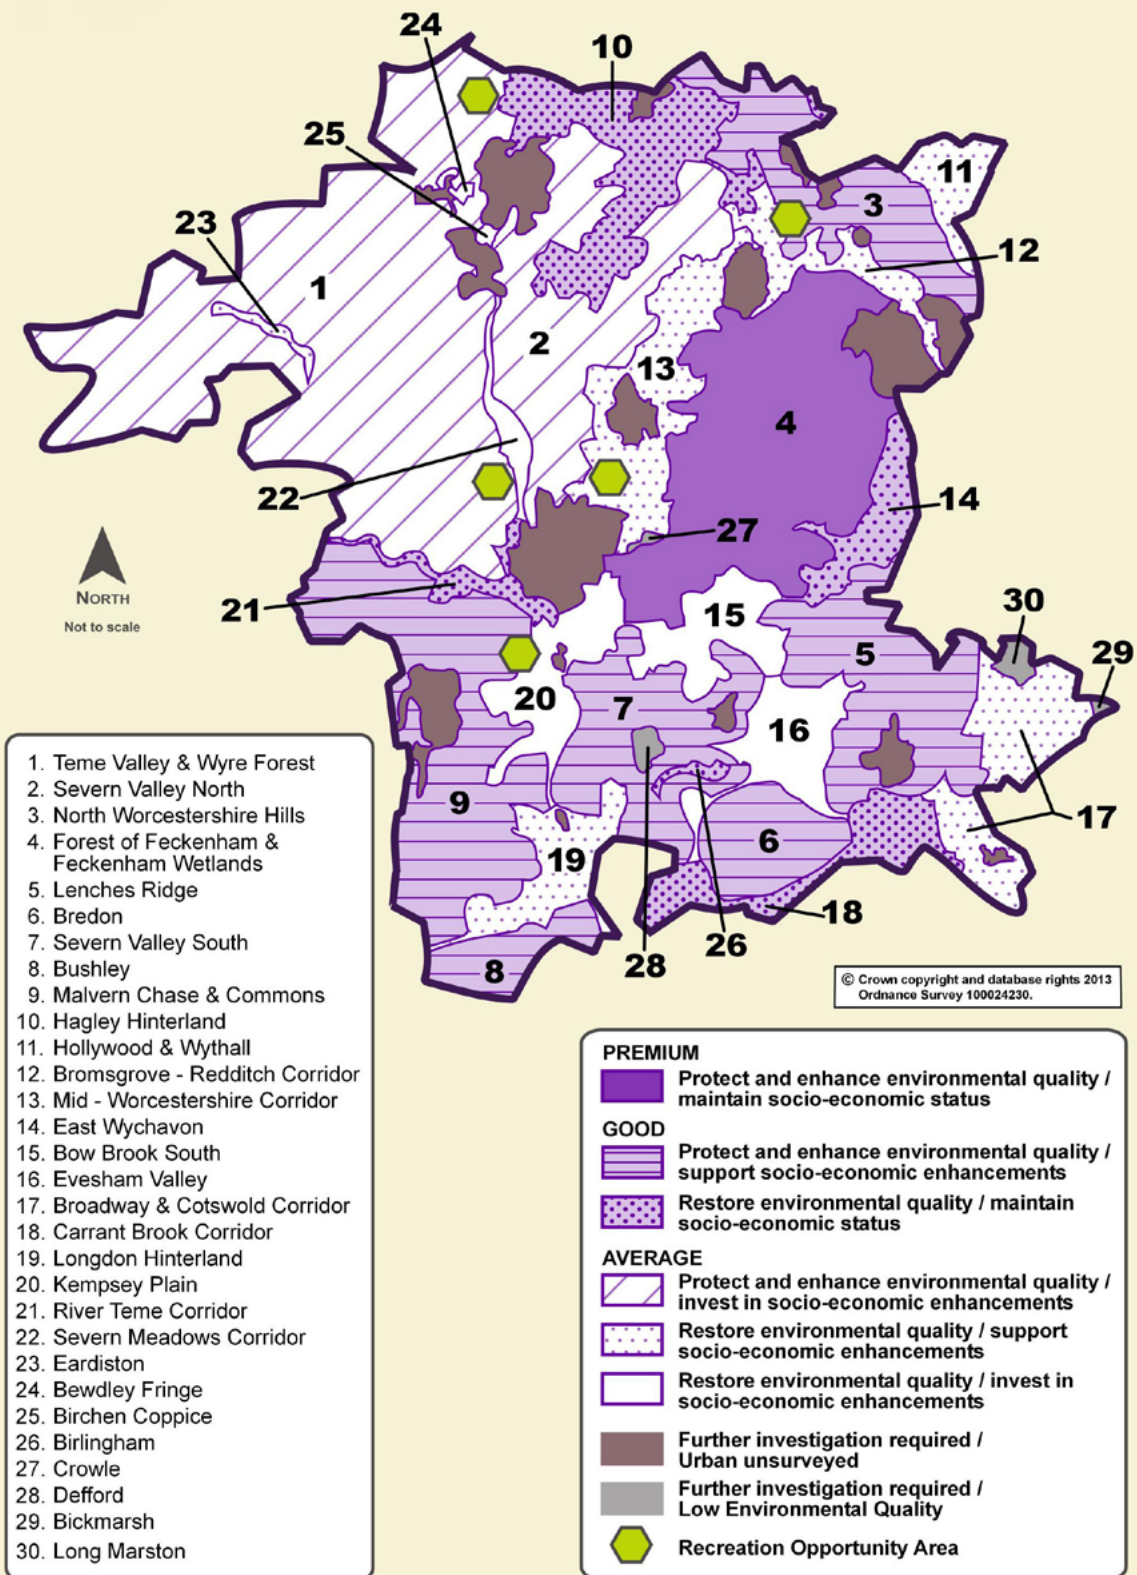 24
10
25
11
3
23
12
1
2
13
4
22
14
27
NORTH
Not to scale
21
15
30
5
29
20
7
16
9
17
6
19
18
26
28
8
© Crown copyright and database rights 2013
Ordnance Survey 100024230.
1. Teme Valley & Wyre Forest
2. Severn Valley North
3. North Worcestershire Hills
4. Forest of Feckenham &
Feckenham Wetlands
5. Lenches Ridge
6. Bredon
7. Severn Valley South
8. Bushley
9. Malvern Chase & Commons
10. Hagley Hinterland
11. Hollywood & Wythall
12. Bromsgrove - Redditch Corridor
13. Mid - Worcestershire Corridor
14. East Wychavon
15. Bow Brook South
16. Evesham Valley
17. Broadway & Cotswold Corridor
18. Carrant Brook Corridor
19. Longdon Hinterland
20. Kempsey Plain
21. River Teme Corridor
22. Severn Meadows Corridor
23. Eardiston
24. Bewdley Fringe
25. Birchen Coppice
26. Birlingham
27. Crowle
28. Defford
29. Bickmarsh
30. Long Marston
PREMIUM
Protect and enhance environmental quality /
maintain socio-economic status
GOOD
Protect and enhance environmental quality /
support socio-economic enhancements
Restore environmental quality / maintain
socio-economic status
AVERAGE
Protect and enhance environmental quality /
invest in socio-economic enhancements
Restore environmental quality / support
socio-economic enhancements
Restore environmental quality / invest in
socio-economic enhancements
Further investigation required /
Urban unsurveyed
Further investigation required /
Low Environmental Quality
Recreation Opportunity Area